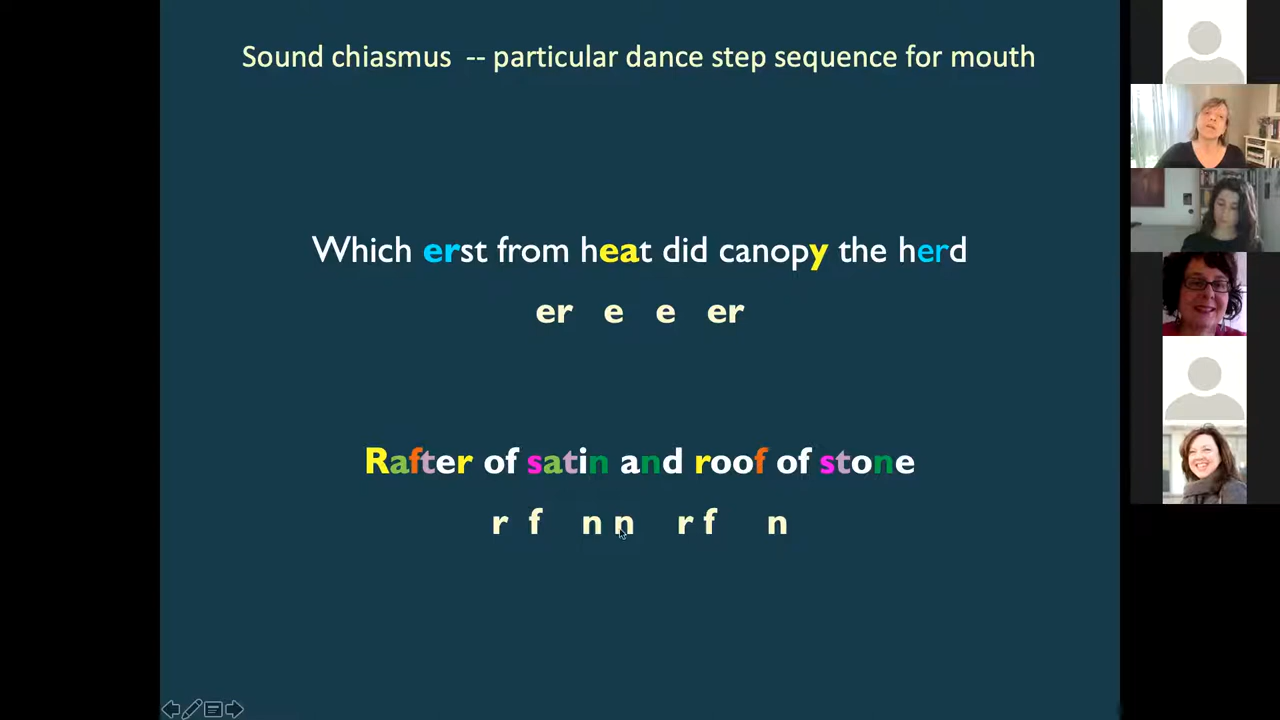 Sound chiasmus -- particular dance step sequence for mouth
Which erst from heat did canopy the herd
er e e er
Rafter of satin and roof of stone
r f n n r f n